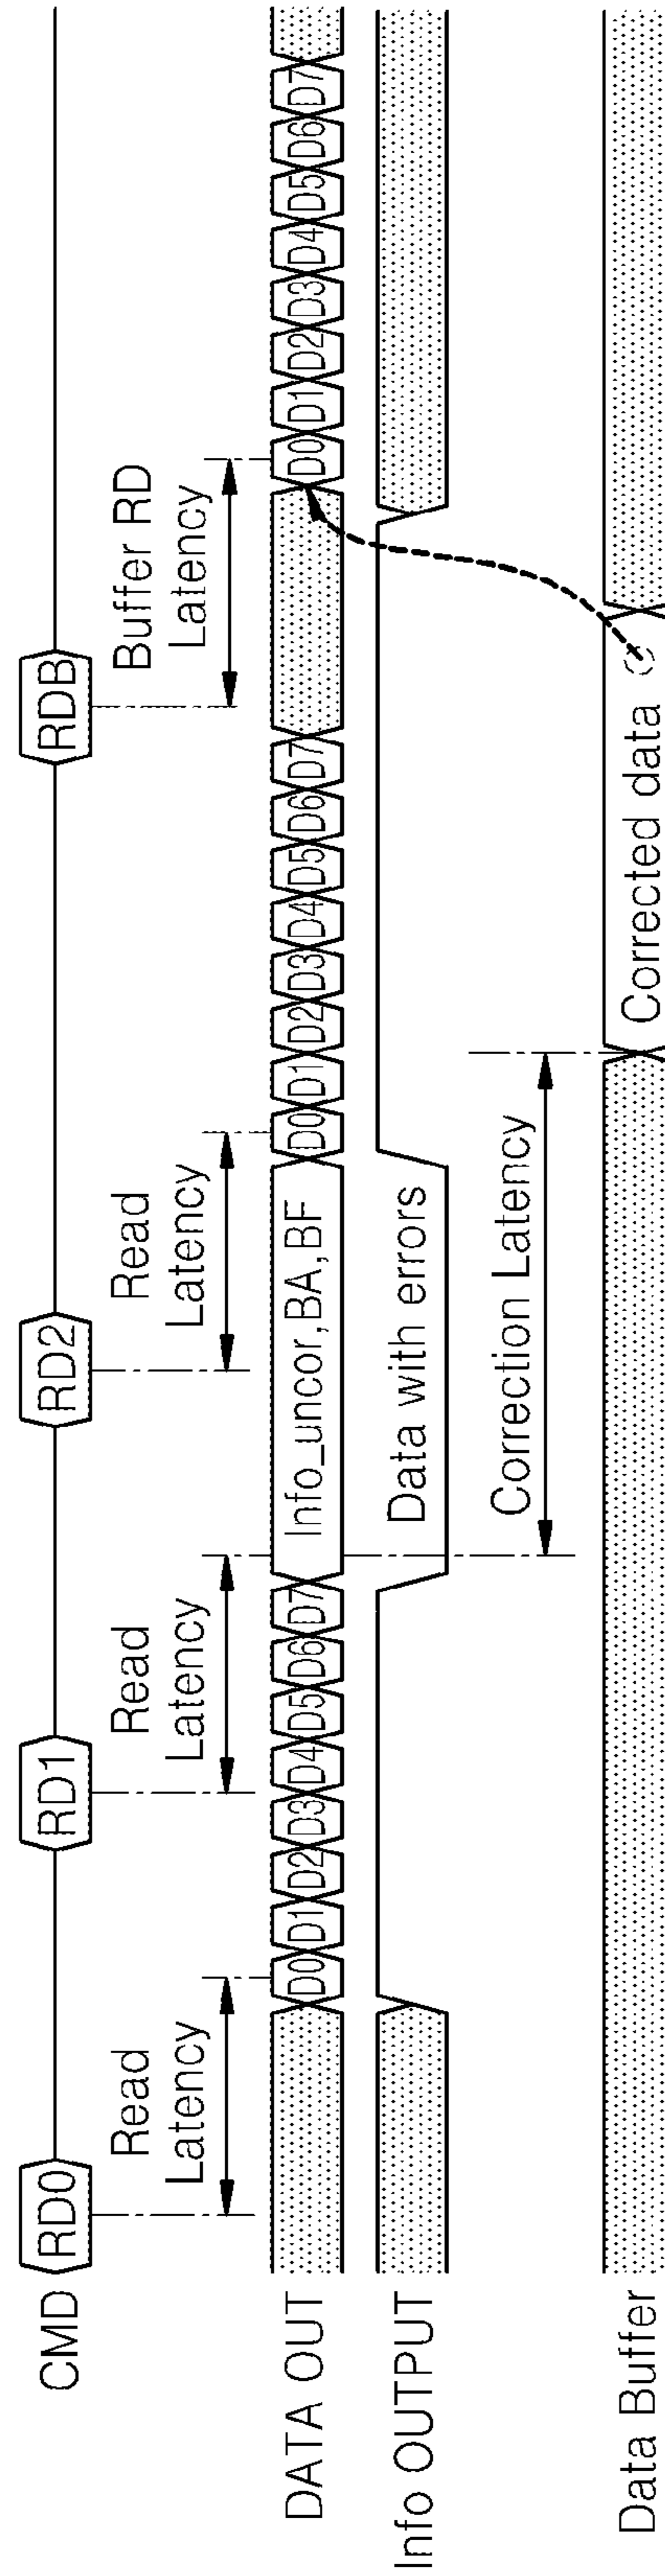 CMD
RD0
RD1
RD2
RDB
Read
Latency
Read
Latency
Read
Latency
Buffer RD
Latency
DATA OUT
D0 D1 D2 D3 D4 D5 D6 D7
Info_uncor, BA, BF
D0 D1 D2 D3 D4 D5 D6 D7
D0 D1 D2 D3 D4 D5 D6 D7
Info OUTPUT
Data with errors
Correction Latency
Data Buffer
Corrected data